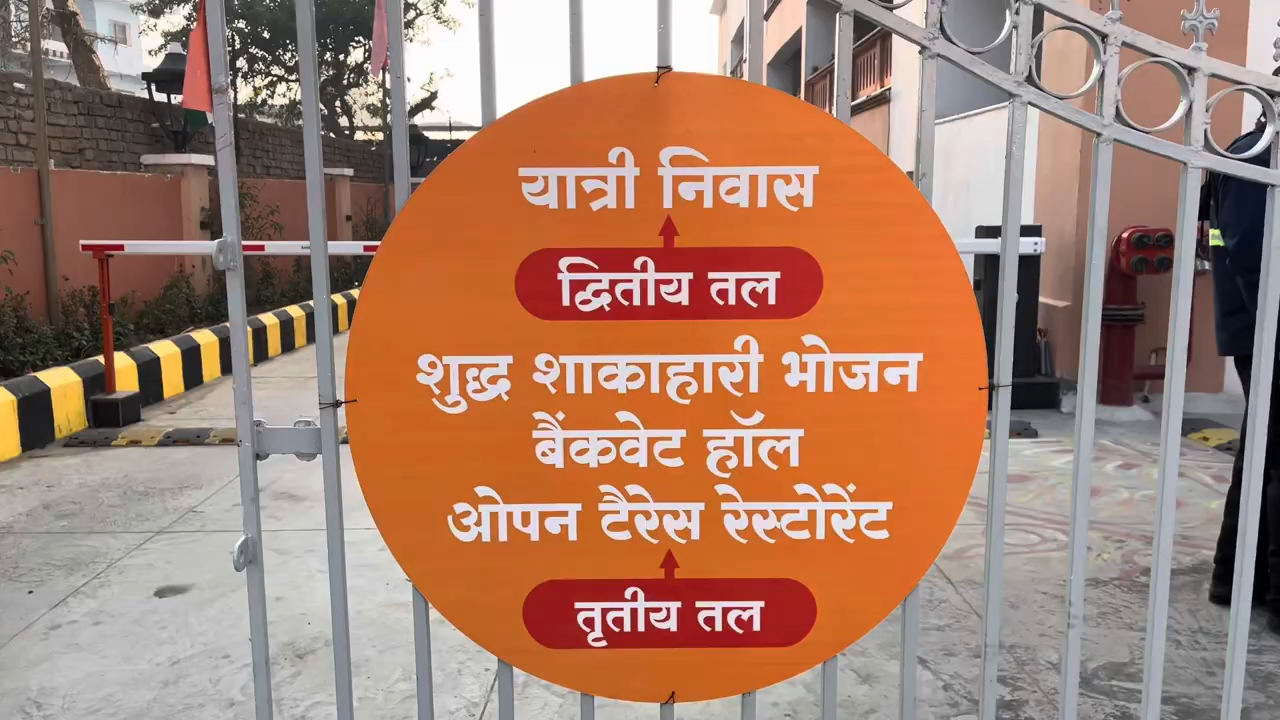 यात्री निवास
द्वितीय तल
शुद्ध शाकाहारी भोजन
बैंकवेट हॉल
ओपन टैरेस रेस्टोरेंट
तृतीय तल